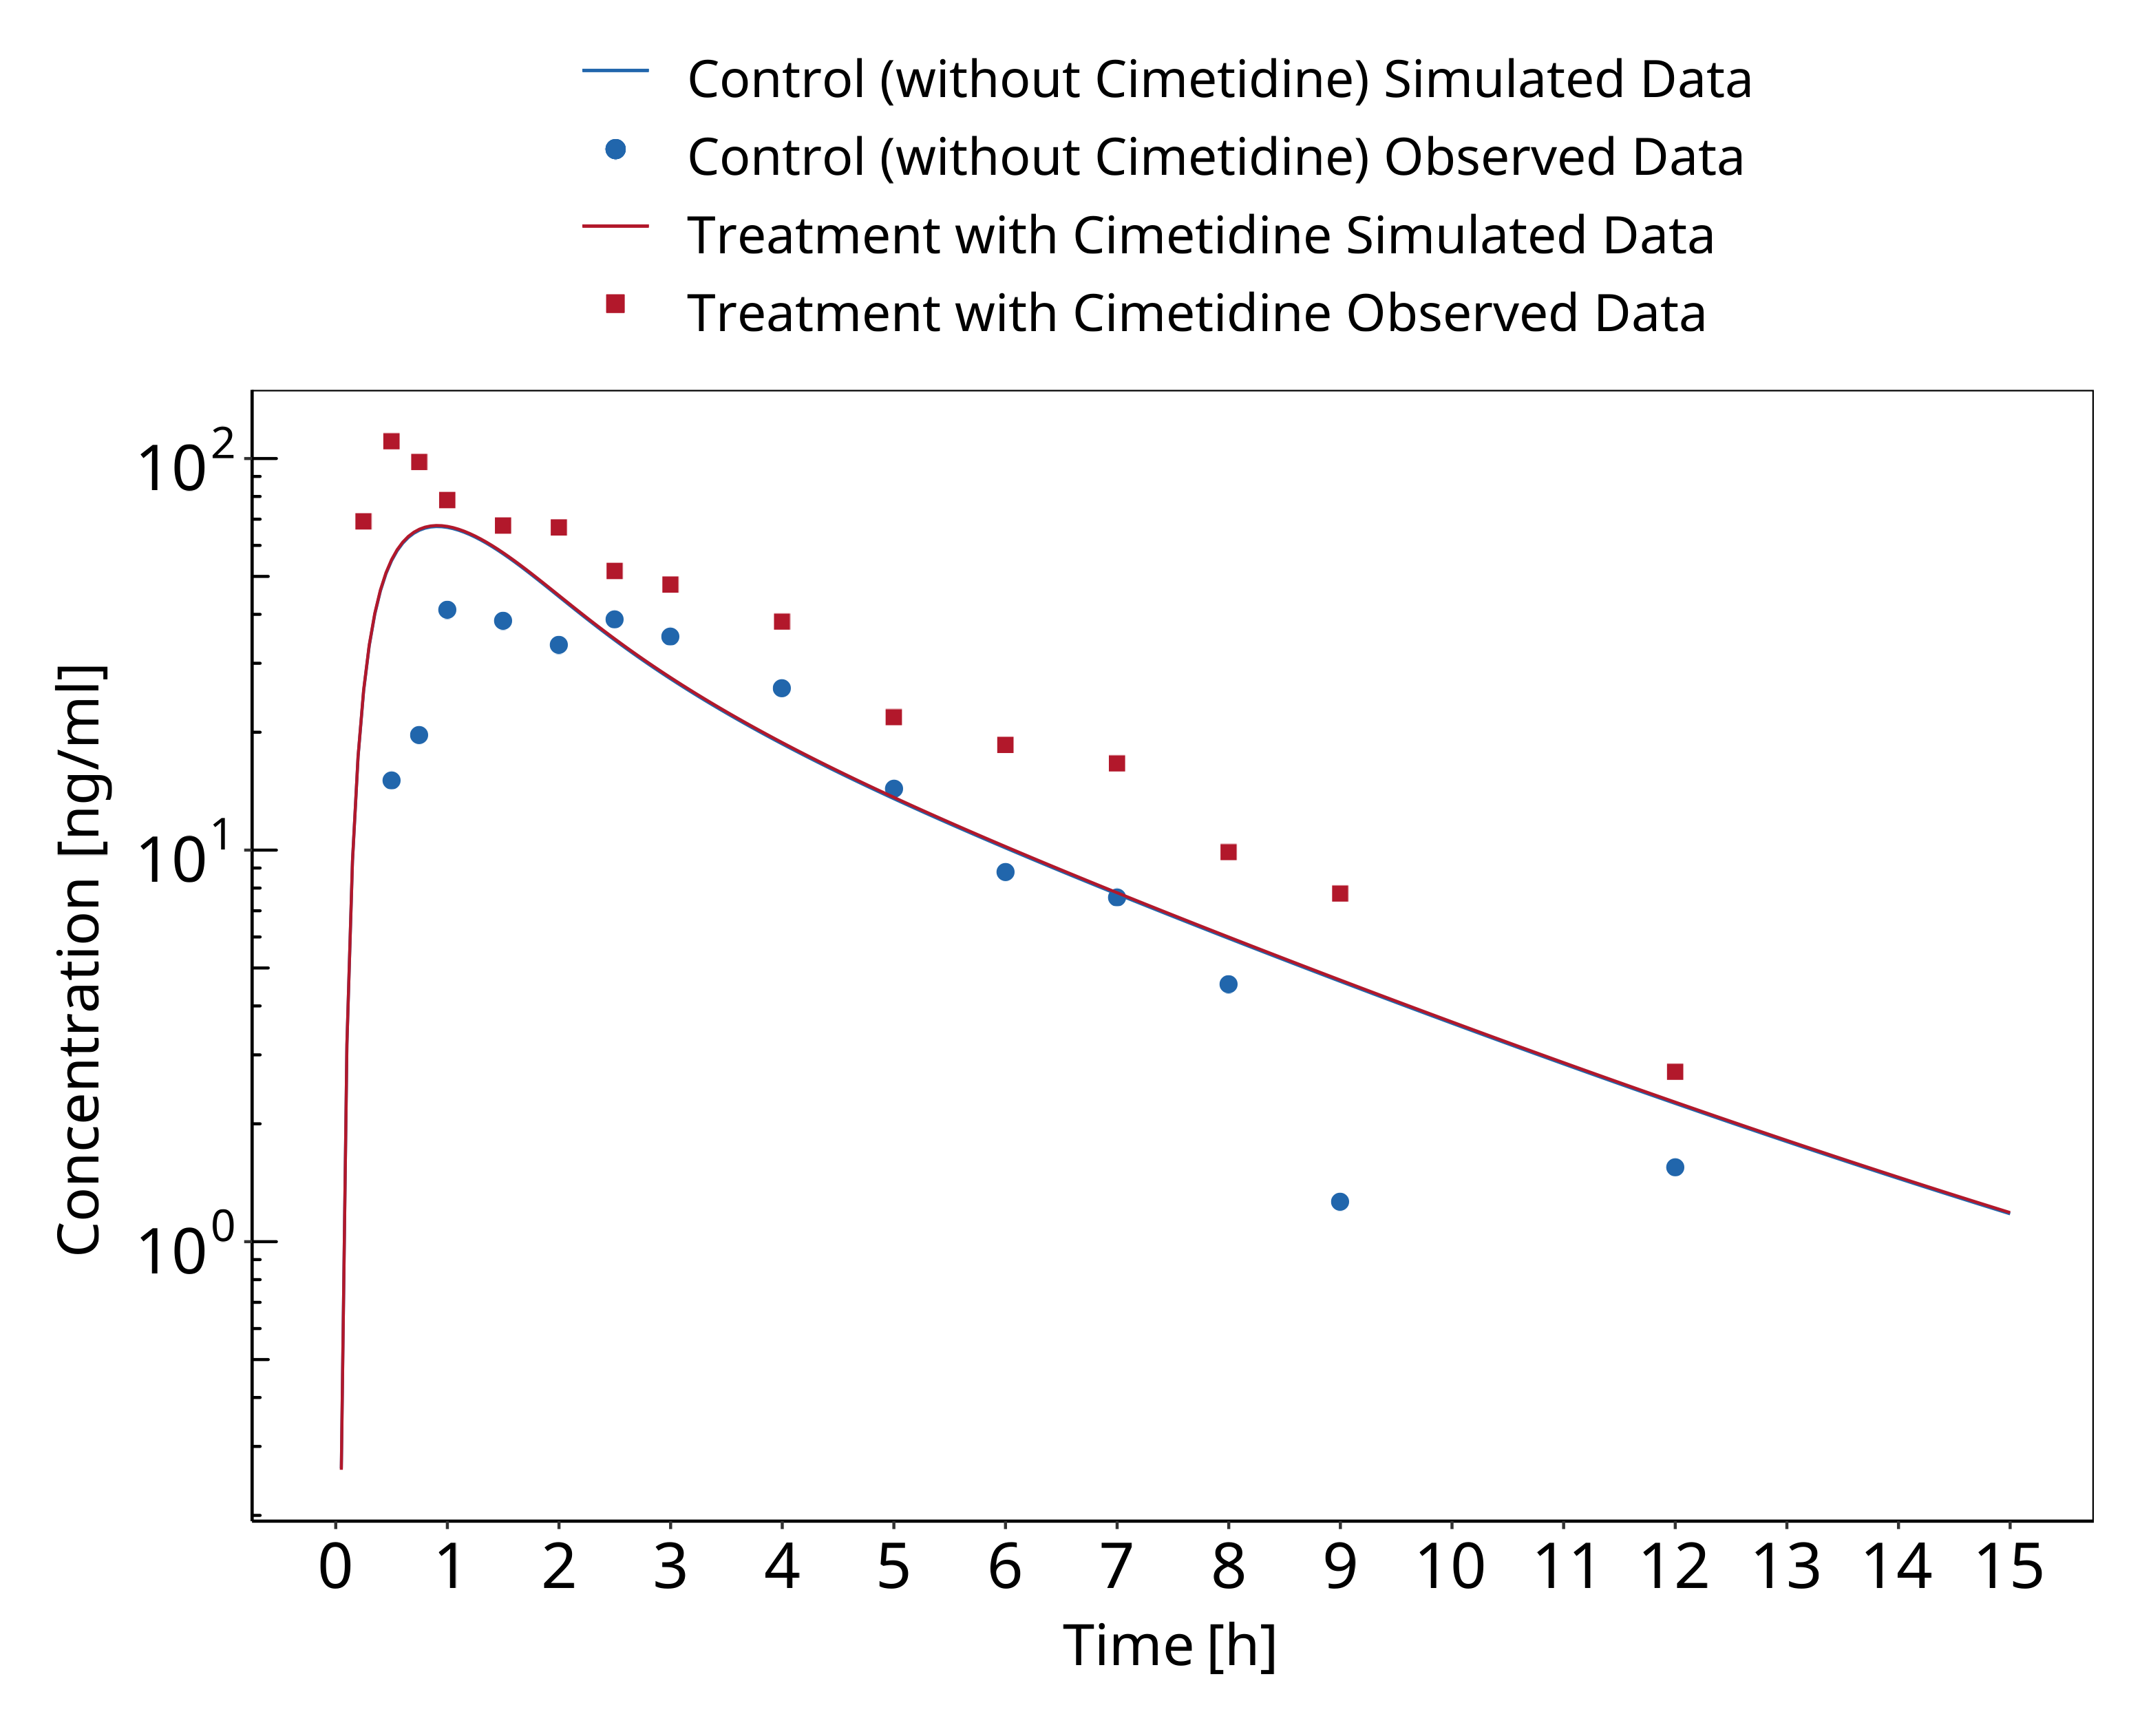 Control (without Cimetidine) Simulated Data
Control (without Cimetidine) Observed Data
Treatment with Cimetidine Simulated Data
Treatment with Cimetidine Observed Data
10²
10¹
10⁰
Concentration [ng/ml]
0 1 2 3 4 5 6 7 8 9 10 11 12 13 14 15
Time [h]